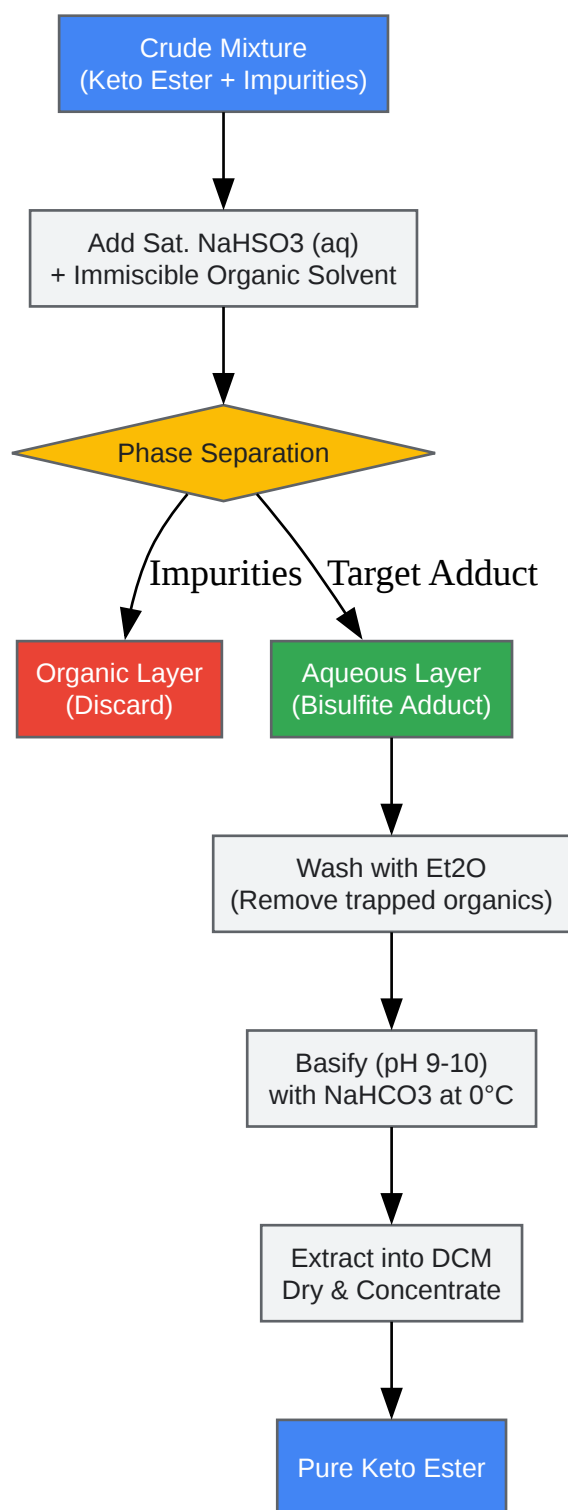 Crude Mixture
(Keto Ester + Impurities)
Add Sat. NaHSO3 (aq)
+ Immiscible Organic Solvent
Phase Separation
Impurities
Target Adduct
Organic Layer
(Discard)
Aqueous Layer
(Bisulfite Adduct)
Wash with Et2O
(Remove trapped organics)
Basify (pH 9-10)
with NaHCO3 at 0°C
Extract into DCM
Dry & Concentrate
Pure Keto Ester